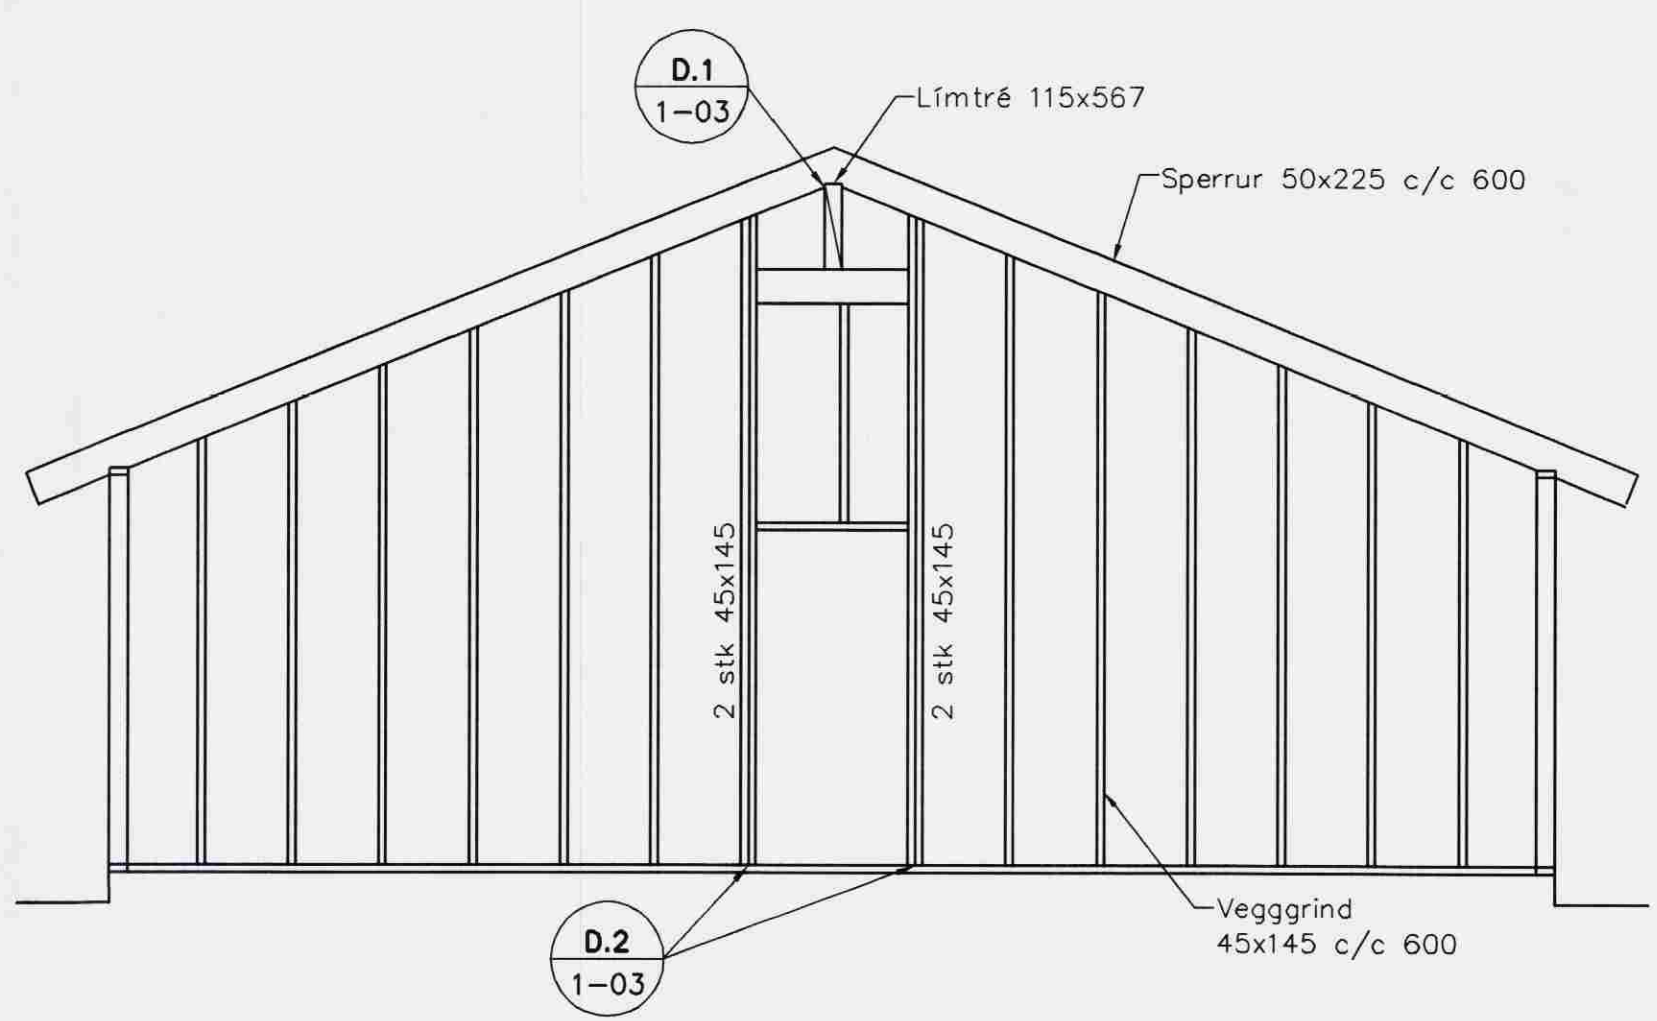 D.1
1-03
Límtré 115x567
Sperrur 50x225 c/c 600
2 stk 45x145
2 stk 45x145
Vegggrind
45x145 c/c 600
D.2
1-03